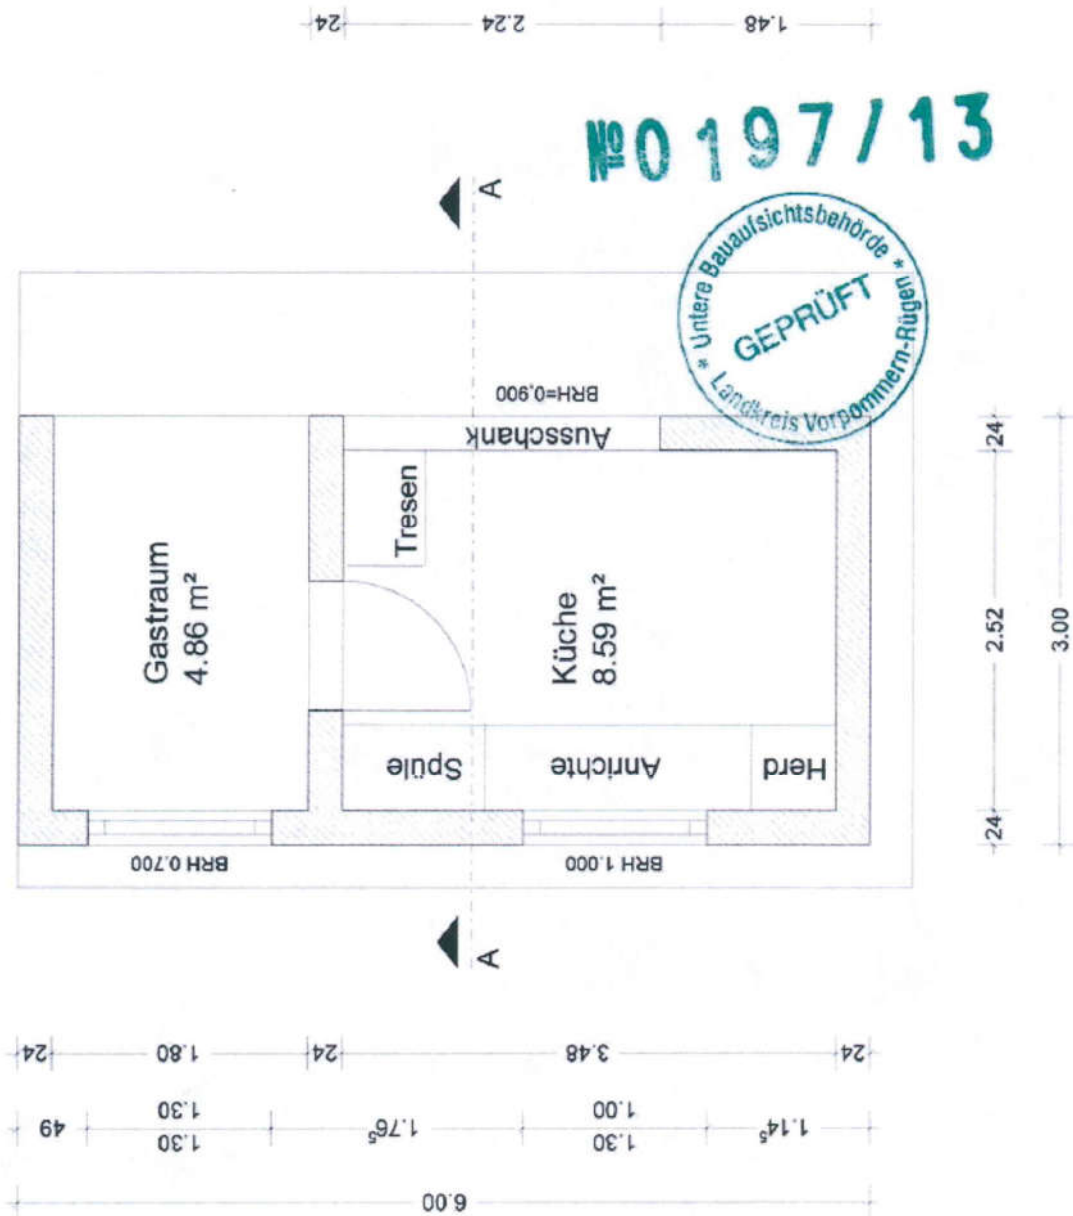 24
2.24
1.48
№0197/13
A
* Untere Bauaufsichtsbehörde *
GEPRÜFT
Landkreis Vorpommern-Rügen
BRH=0,900
Ausschank
Tresen
Gastraum
4.86 m²
Küche
8.59 m²
Spüle
Anrichte
Herd
BRH 0.700
BRH 1.000
24
2.52
24
3.00
A
24
1.80
24
3.48
24
49
1.30
1.30
1.76⁵
1.00
1.30
1.14⁵
6.00